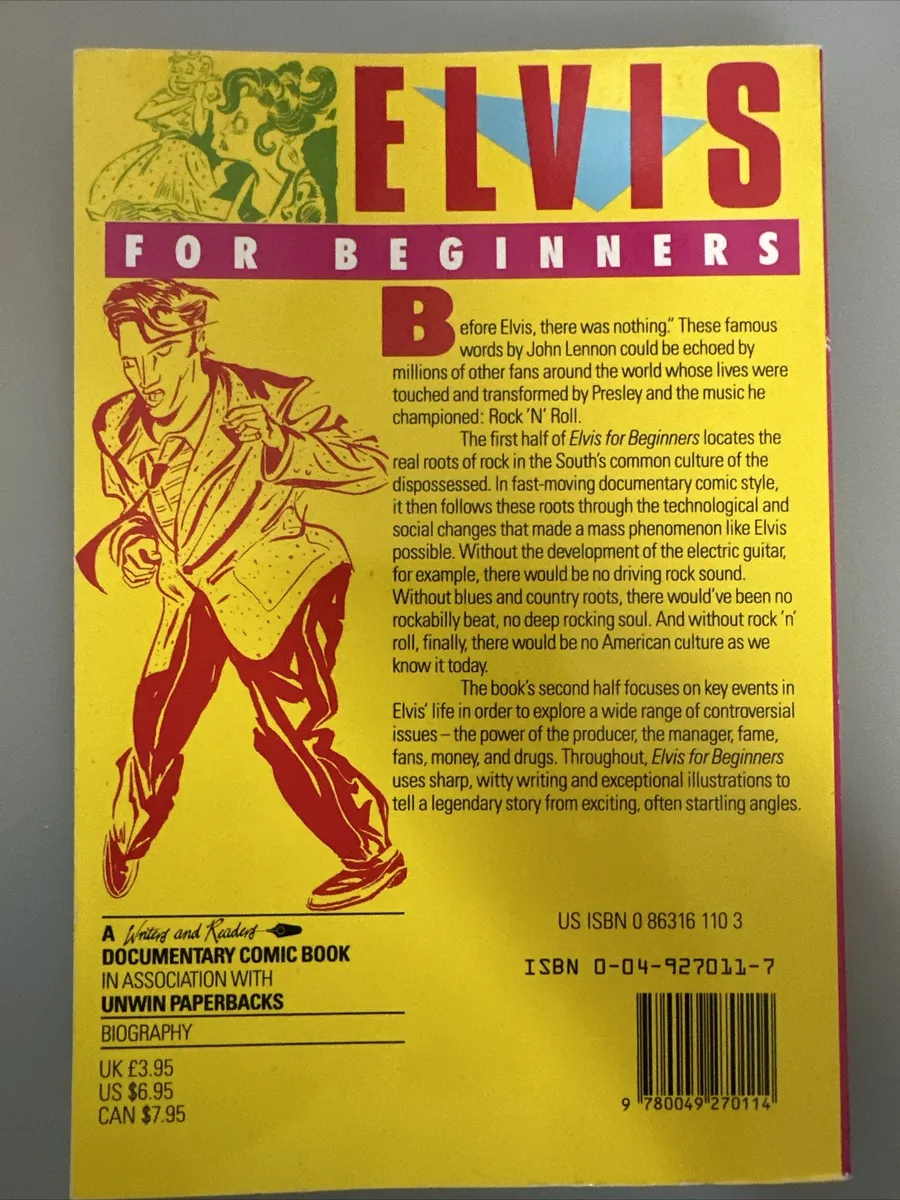 ELVIS
FOR BEGINNERS
Before Elvis, there was nothing." These famous
words by John Lennon could be echoed by
millions of other fans around the world whose lives were
touched and transformed by Presley and the music he
championed: Rock 'N' Roll.
The first half of Elvis for Beginners locates the
real roots of rock in the South's common culture of the
dispossessed. In fast-moving documentary comic style,
it then follows these roots through the technological and
social changes that made a mass phenomenon like Elvis
possible. Without the development of the electric guitar,
for example, there would be no driving rock sound.
Without blues and country roots, there would've been no
rockabilly beat, no deep rocking soul. And without rock 'n'
roll, finally, there would be no American culture as we
know it today.
The book's second half focuses on key events in
Elvis' life in order to explore a wide range of controversial
issues – the power of the producer, the manager, fame,
fans, money, and drugs. Throughout, Elvis for Beginners
uses sharp, witty writing and exceptional illustrations to
tell a legendary story from exciting, often startling angles.
A Writers and Readers
DOCUMENTARY COMIC BOOK
IN ASSOCIATION WITH
UNWIN PAPERBACKS
BIOGRAPHY
UK £3.95
US $6.95
CAN $7.95
US ISBN 0 86316 110 3
ISBN 0-04-927011-7
9 780049 270114